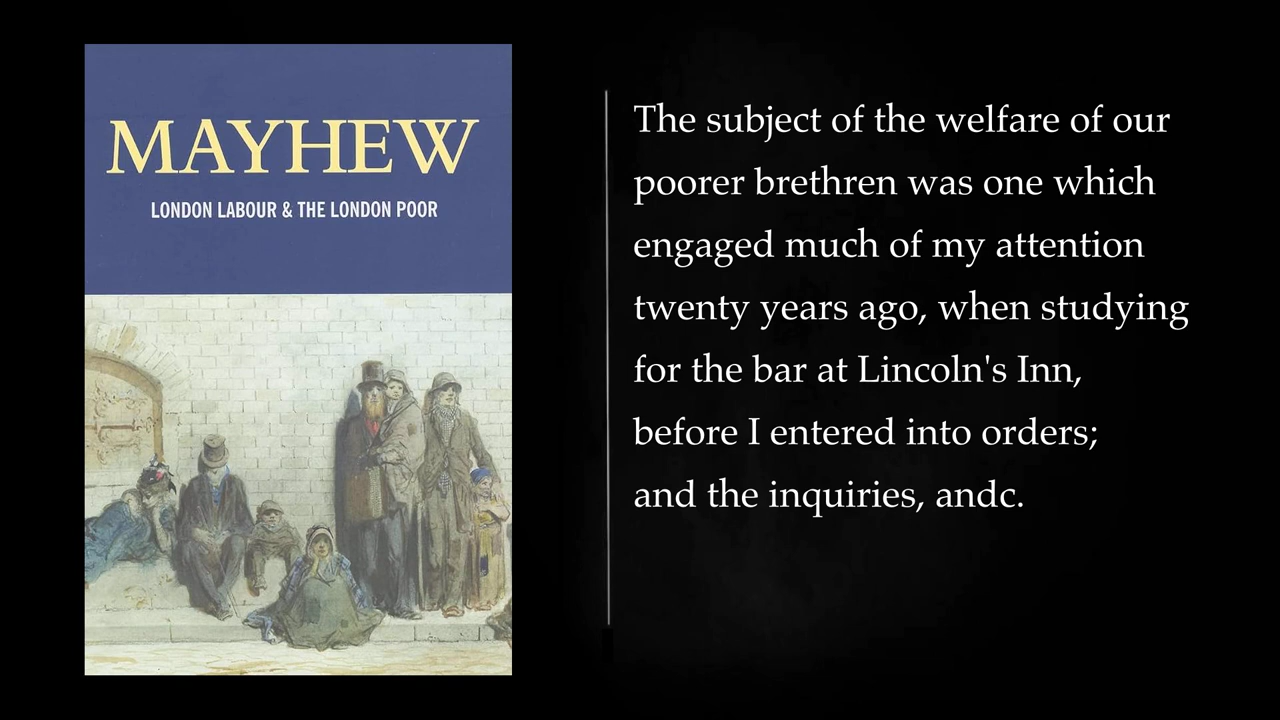 MAYHEW
LONDON LABOUR & THE LONDON POOR
The subject of the welfare of our
poorer brethren was one which
engaged much of my attention
twenty years ago, when studying
for the bar at Lincoln's Inn,
before I entered into orders;
and the inquiries, andc.